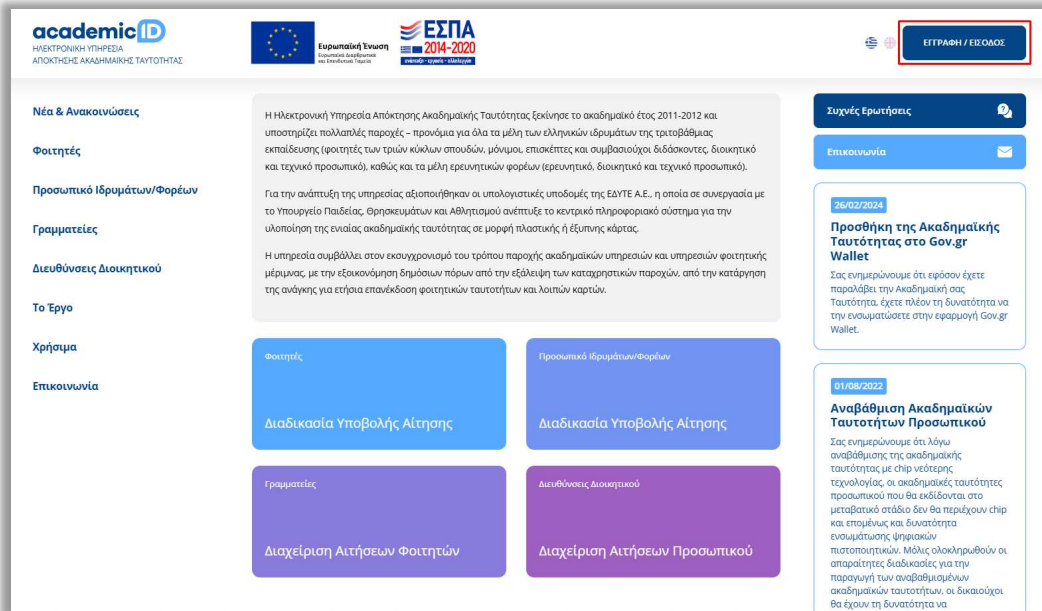 academicID
ΗΛΕΚΤΡΟΝΙΚΗ ΥΠΗΡΕΣΙΑ
ΑΠΟΚΤΗΣΗΣ ΑΚΑΔΗΜΑΪΚΗΣ ΤΑΥΤΟΤΗΤΑΣ
Ευρωπαϊκή Ένωση
Ευρωπαϊκά Διαρθρωτικά
και Επενδυτικά Ταμεία
ΕΣΠΑ
2014-2020
ανάπτυξη - εργασία - αλληλεγγύη
ΕΓΓΡΑΦΗ / ΕΙΣΟΔΟΣ
Νέα & Ανακοινώσεις
Φοιτητές
Προσωπικό Ιδρυμάτων/Φορέων
Γραμματείες
Διευθύνσεις Διοικητικού
Το Έργο
Χρήσιμα
Επικοινωνία
Η Ηλεκτρονική Υπηρεσία Απόκτησης Ακαδημαϊκής Ταυτότητας ξεκίνησε το ακαδημαϊκό έτος 2011-2012 και
υποστηρίζει πολλαπλές παροχές – προνόμια για όλα τα μέλη των ελληνικών ιδρυμάτων της τριτοβάθμιας
εκπαίδευσης (φοιτητές των τριών κύκλων σπουδών, μόνιμοι, επισκέπτες και συμβασιούχοι διδάσκοντες, διοικητικό
και τεχνικό προσωπικό), καθώς και τα μέλη ερευνητικών φορέων (ερευνητικό, διοικητικό και τεχνικό προσωπικό).
Για την ανάπτυξη της υπηρεσίας αξιοποιήθηκαν οι υπολογιστικές υποδομές της ΕΔΥΤΕ Α.Ε., η οποία σε συνεργασία με
το Υπουργείο Παιδείας, Θρησκευμάτων και Αθλητισμού ανέπτυξε το κεντρικό πληροφοριακό σύστημα για την
υλοποίηση της ενιαίας ακαδημαϊκής ταυτότητας σε μορφή πλαστικής ή έξυπνης κάρτας.
Η υπηρεσία συμβάλλει στον εκσυγχρονισμό του τρόπου παροχής ακαδημαϊκών υπηρεσιών και υπηρεσιών φοιτητικής
μέριμνας, με την εξοικονόμηση δημόσιων πόρων από την εξάλειψη των καταχρηστικών παροχών, από την κατάργηση
της ανάγκης για ετήσια επανέκδοση φοιτητικών ταυτοτήτων και λοιπών καρτών.
Φοιτητές
Διαδικασία Υποβολής Αίτησης
Προσωπικό Ιδρυμάτων/Φορέων
Διαδικασία Υποβολής Αίτησης
Γραμματείες
Διαχείριση Αιτήσεων Φοιτητών
Διευθύνσεις Διοικητικού
Διαχείριση Αιτήσεων Προσωπικού
Συχνές Ερωτήσεις
Επικοινωνία
26/02/2024
Προσθήκη της Ακαδημαϊκής
Ταυτότητας στο Gov.gr
Wallet
Σας ενημερώνουμε ότι εφόσον έχετε
παραλάβει την Ακαδημαϊκή σας
Ταυτότητα, έχετε πλέον τη δυνατότητα να
την ενσωματώσετε στην εφαρμογή Gov.gr
Wallet.
01/08/2022
Αναβάθμιση Ακαδημαϊκών
Ταυτοτήτων Προσωπικού
Σας ενημερώνουμε ότι λόγω
αναβάθμισης της ακαδημαϊκής
ταυτότητας με chip νεότερης
τεχνολογίας, οι ακαδημαϊκές ταυτότητες
προσωπικού που θα εκδίδονται στο
μεταβατικό στάδιο δεν θα περιέχουν chip
και επομένως και δυνατότητα
ενσωμάτωσης ψηφιακών
πιστοποιητικών. Μόλις ολοκληρωθούν οι
απαραίτητες διαδικασίες για την
παραγωγή των αναβαθμισμένων
ακαδημαϊκών ταυτοτήτων, οι δικαιούχοι
θα έχουν τη δυνατότητα να